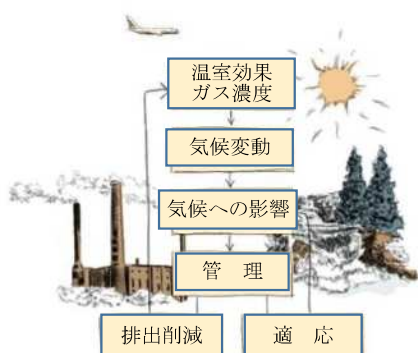 温室効果
ガス濃度
気候変動
気候への影響
管　理
排出削減
適　応